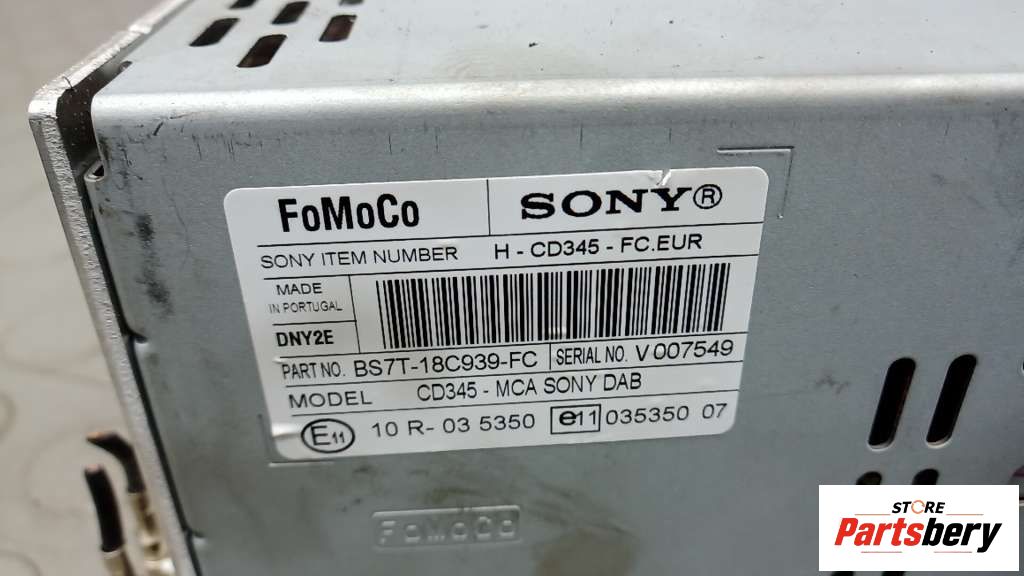 FoMoCo SONY®
SONY ITEM NUMBER H - CD345 - FC.EUR
MADE
IN PORTUGAL
DNY2E
PART NO. BS7T-18C939-FC SERIAL NO. V007549
MODEL CD345 - MCA SONY DAB
E11 10 R- 03 5350 e11 035350 07
FoMoCo
STORE
Partsbery